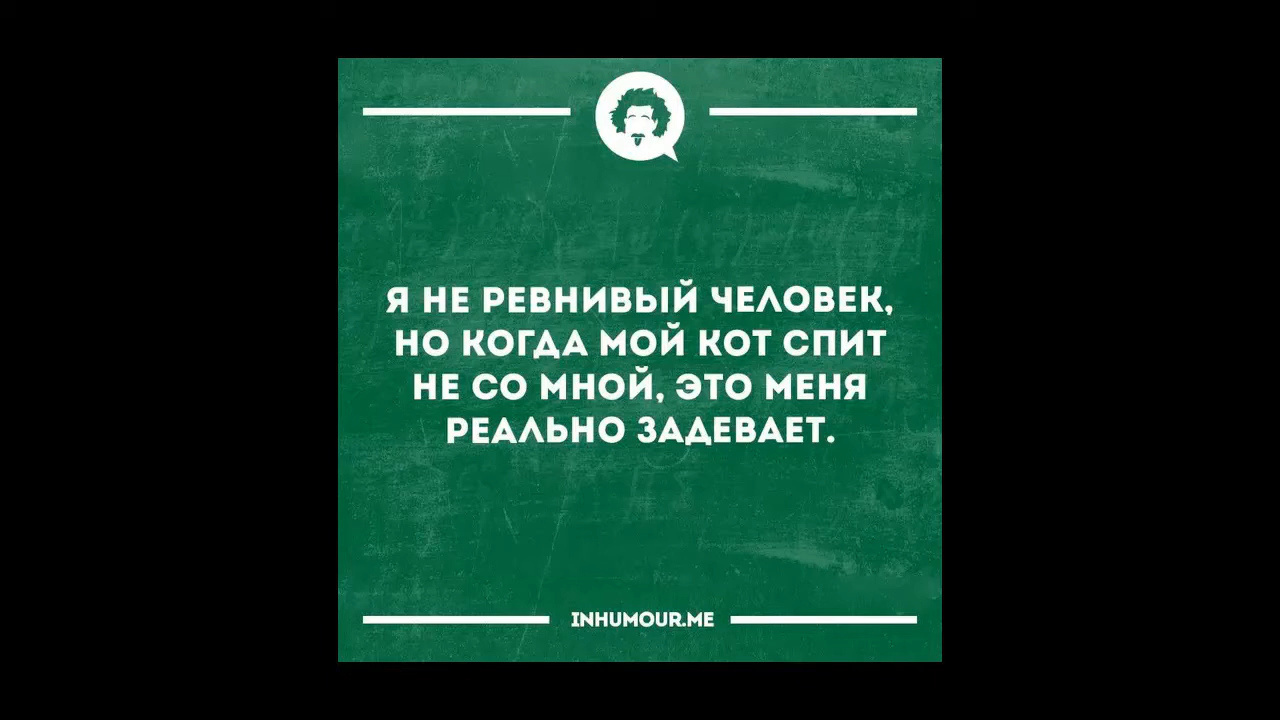 Я НЕ РЕВНИВЫЙ ЧЕЛОВЕК,
НО КОГДА МОЙ КОТ СПИТ
НЕ СО МНОЙ, ЭТО МЕНЯ
РЕАЛЬНО ЗАДЕВАЕТ.
INHUMOUR.ME